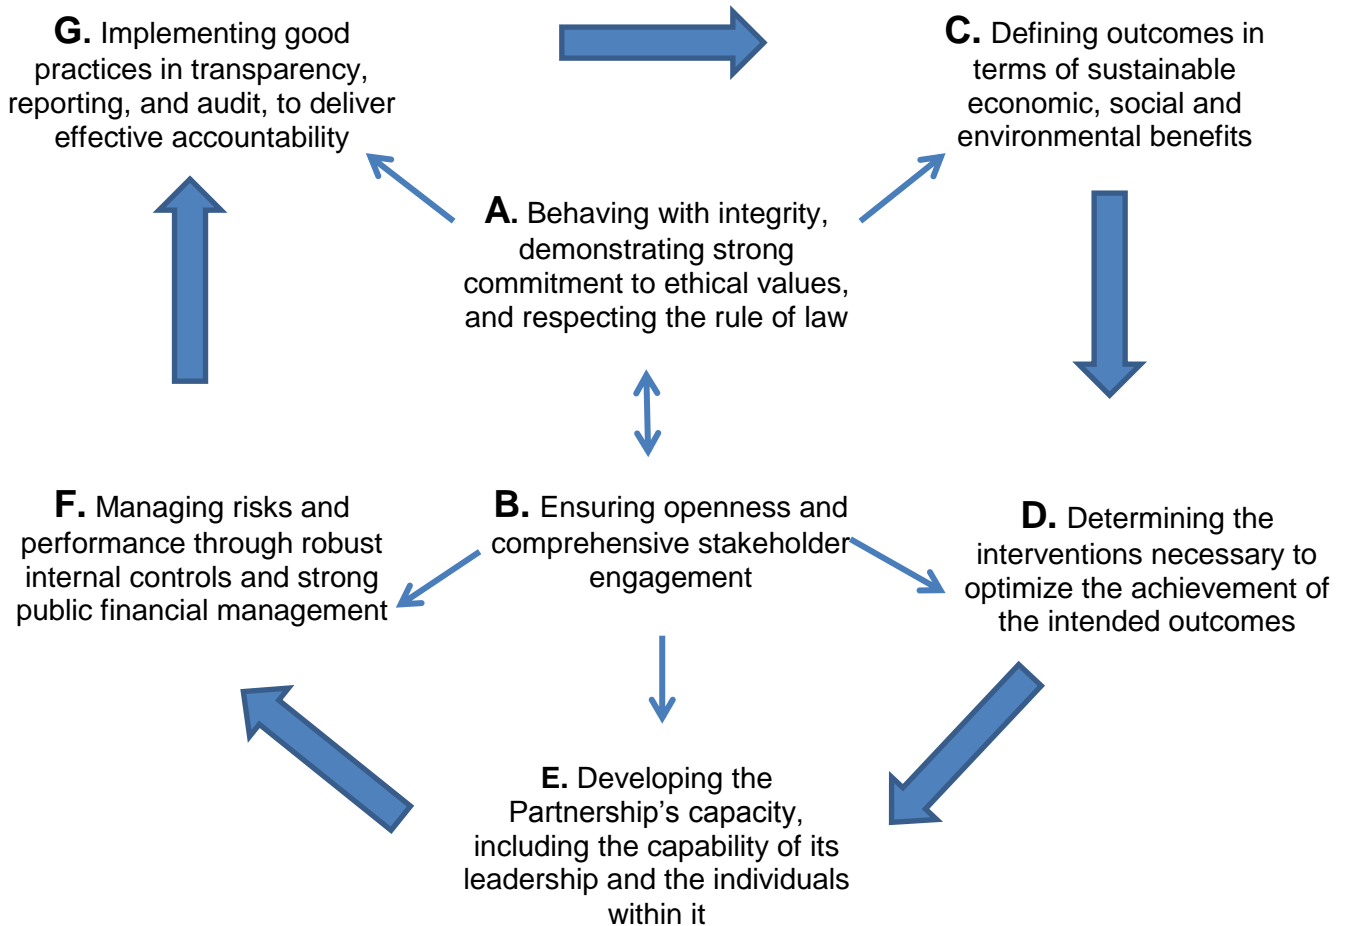 G. Implementing good
practices in transparency,
reporting, and audit, to deliver
effective accountability
C. Defining outcomes in
terms of sustainable
economic, social and
environmental benefits
A. Behaving with integrity,
demonstrating strong
commitment to ethical values,
and respecting the rule of law
F. Managing risks and
performance through robust
internal controls and strong
public financial management
B. Ensuring openness and
comprehensive stakeholder
engagement
D. Determining the
interventions necessary to
optimize the achievement of
the intended outcomes
E. Developing the
Partnership’s capacity,
including the capability of its
leadership and the individuals
within it